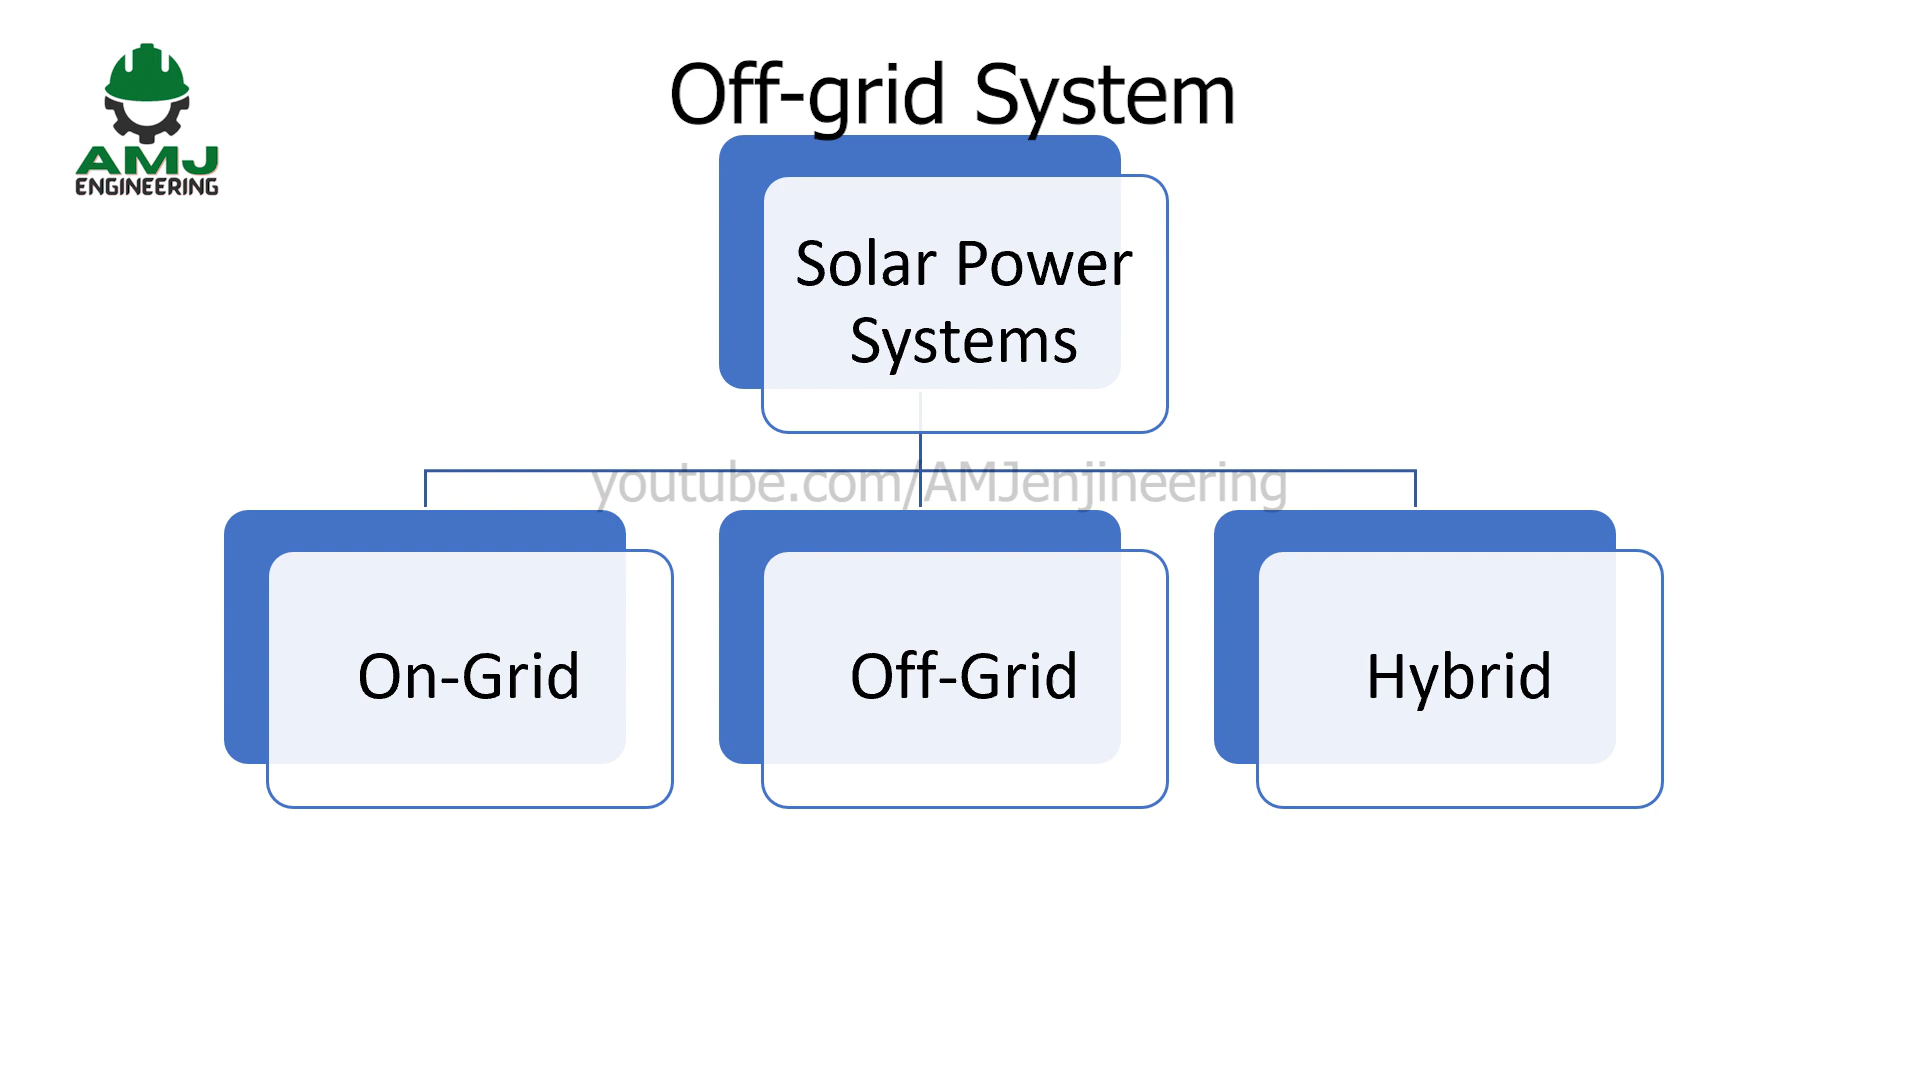 Off-grid System
AMJ
ENGINEERING
Solar Power
Systems
youtube.com/AMJenjineering
On-Grid
Off-Grid
Hybrid